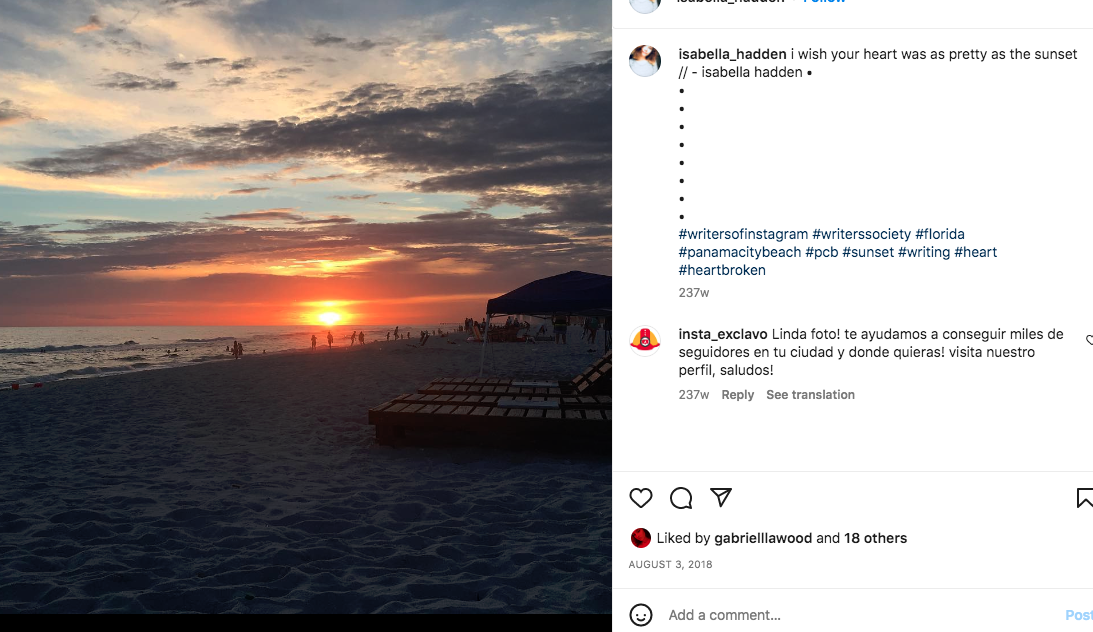 isabella_hadden • Follow
isabella_hadden i wish your heart was as pretty as the sunset
// - isabella hadden •
•
•
•
•
•
•
•
•
#writersofinstagram #writerssociety #florida
#panamacitybeach #pcb #sunset #writing #heart
#heartbroken
237w
insta_exclavo Linda foto! te ayudamos a conseguir miles de
seguidores en tu ciudad y donde quieras! visita nuestro
perfil, saludos!
237w Reply See translation
Liked by gabrielllawood and 18 others
AUGUST 3, 2018
Add a comment...
Post